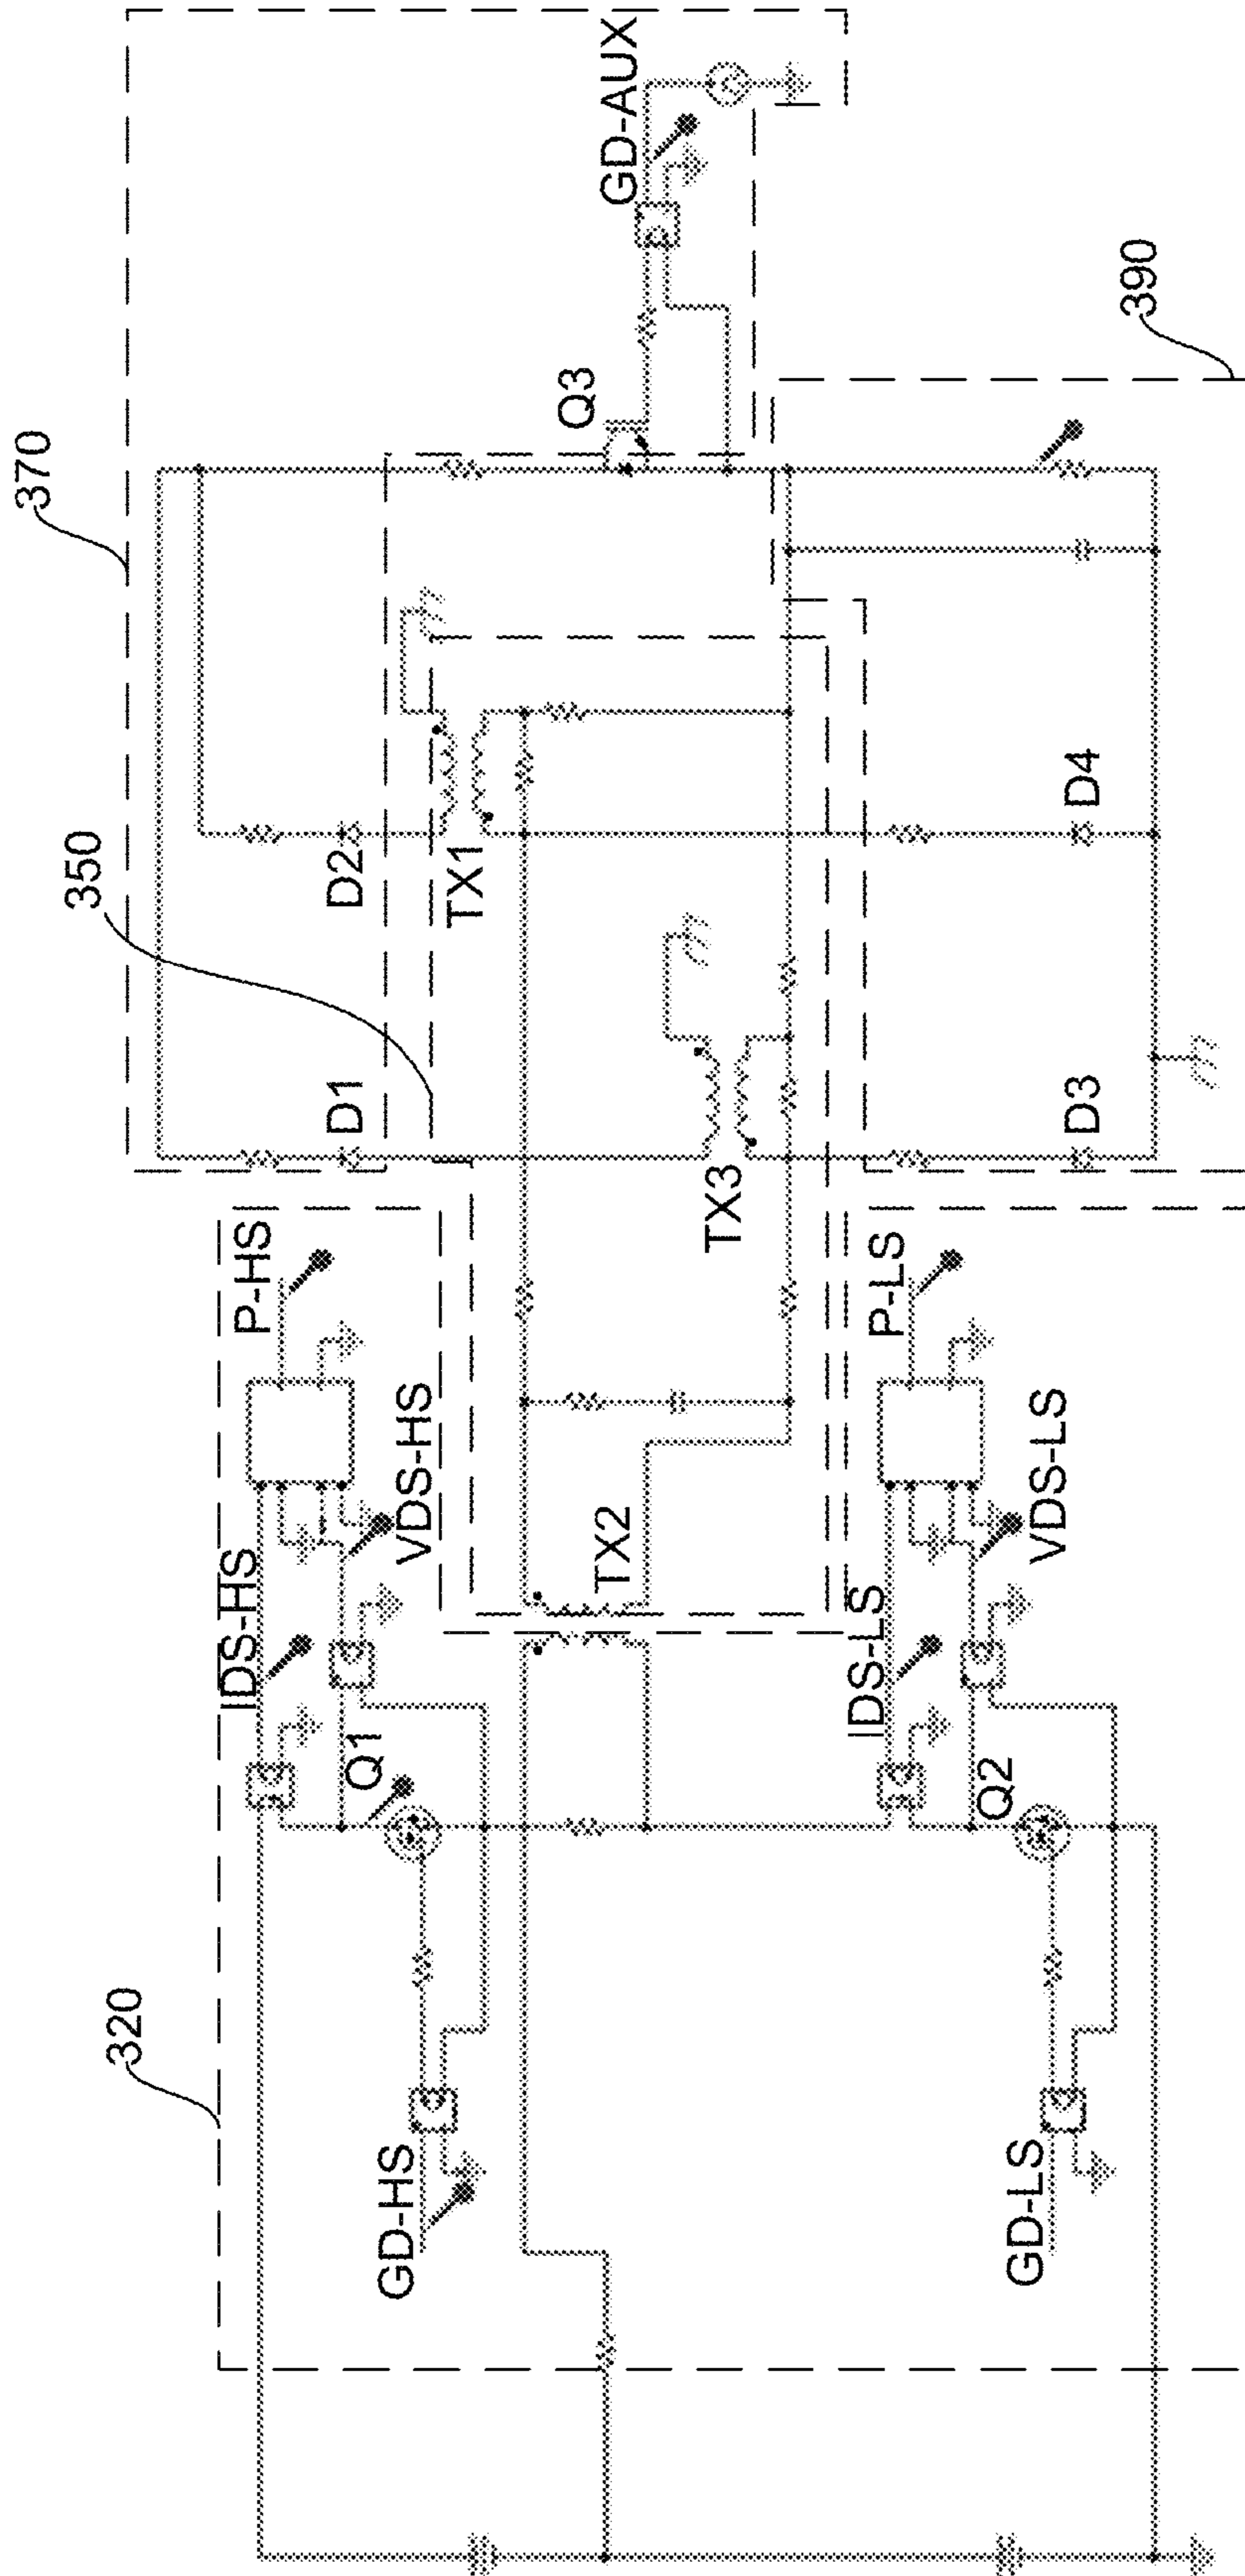 320
350
370
390
GD-HS
GD-LS
IDS-HS
Q1
VDS-HS
P-HS
IDS-LS
Q2
VDS-LS
P-LS
TX2
TX3
TX1
D1
D2
D3
D4
Q3
GD-AUX